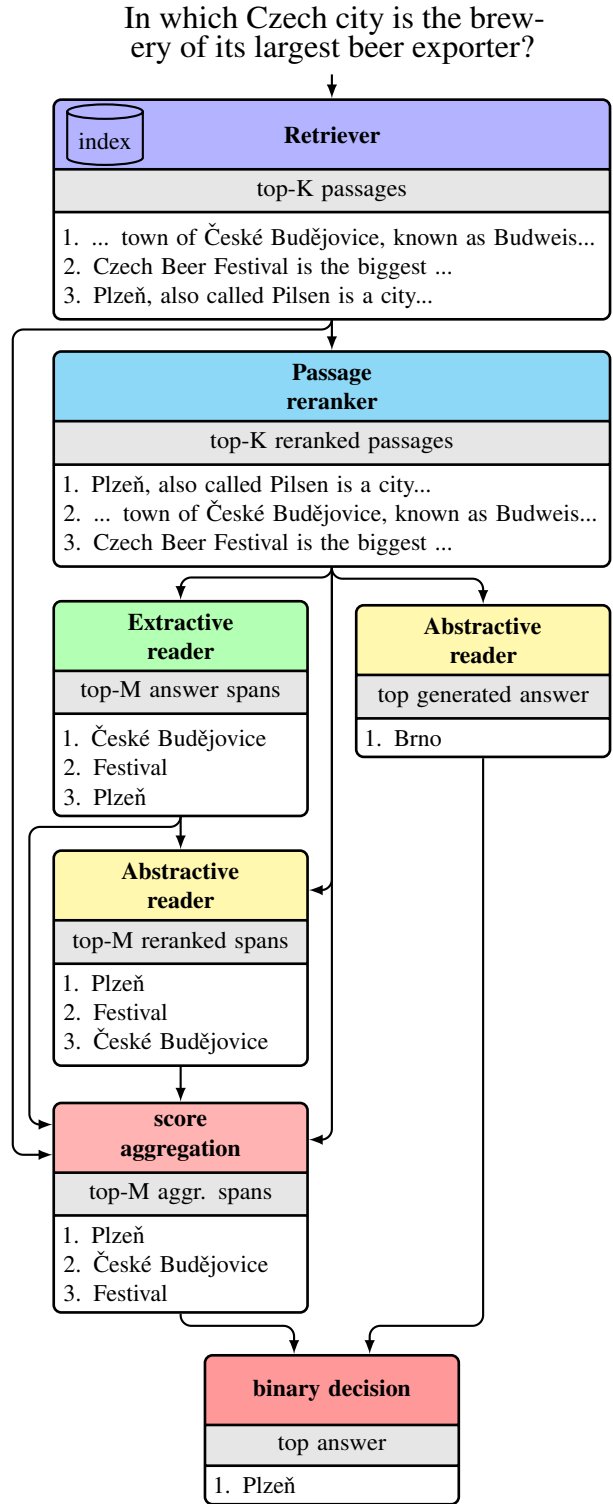 In which Czech city is the brew-
ery of its largest beer exporter?
index
Retriever
top-K passages
1. ... town of České Budějovice, known as Budweis...
2. Czech Beer Festival is the biggest ...
3. Plzeň, also called Pilsen is a city...
Passage
reranker
top-K reranked passages
1. Plzeň, also called Pilsen is a city...
2. ... town of České Budějovice, known as Budweis...
3. Czech Beer Festival is the biggest ...
Extractive
reader
top-M answer spans
1. České Budějovice
2. Festival
3. Plzeň
Abstractive
reader
top generated answer
1. Brno
Abstractive
reader
top-M reranked spans
1. Plzeň
2. Festival
3. České Budějovice
score
aggregation
top-M aggr. spans
1. Plzeň
2. České Budějovice
3. Festival
binary decision
top answer
1. Plzeň